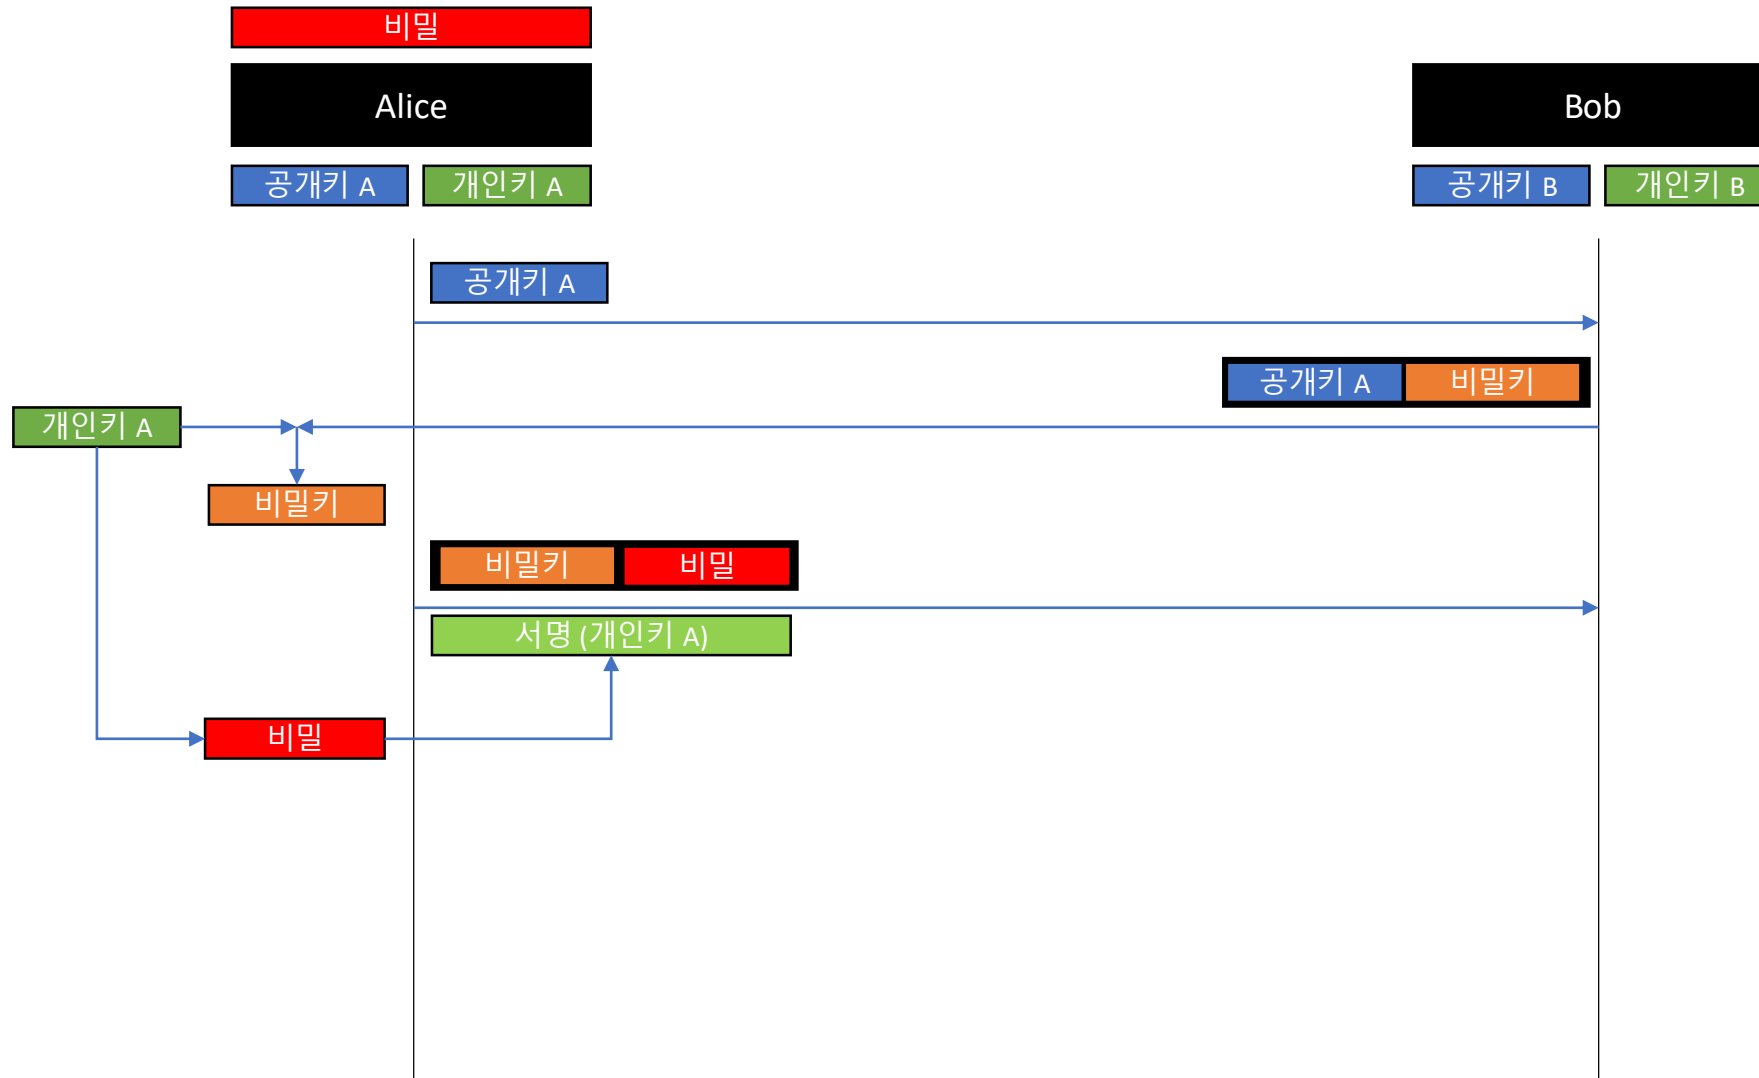 비밀
Alice
Bob
공개키 A
개인키 A
공개키 B
개인키 B
공개키 A
공개키 A
비밀키
개인키 A
비밀키
비밀키
비밀
서명 (개인키 A)
비밀